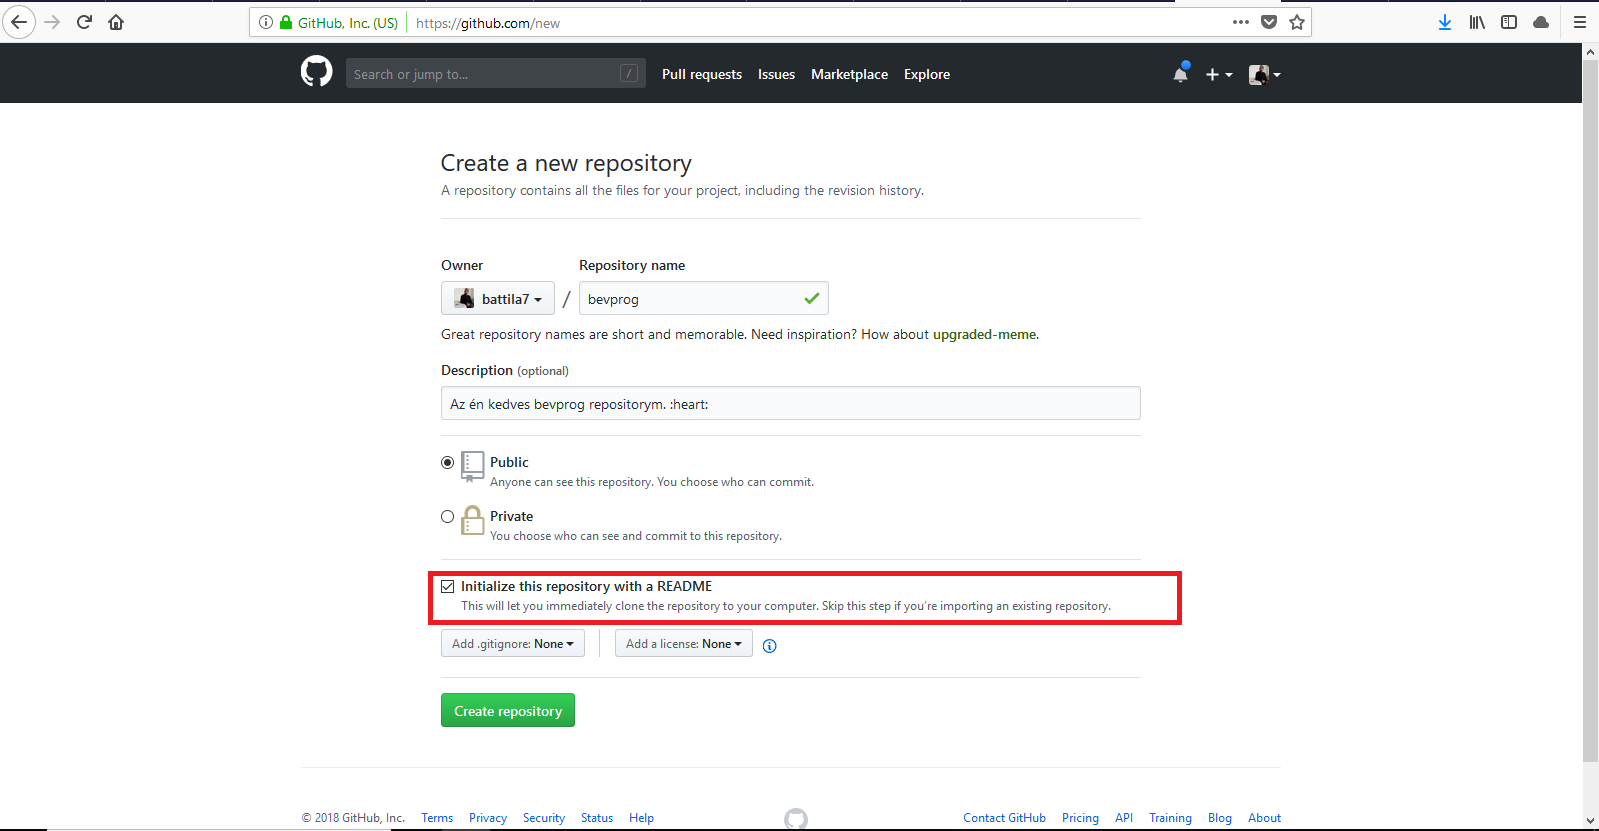 GitHub, Inc. (US) https://github.com/new
Search or jump to... / Pull requests Issues Marketplace Explore
Create a new repository
A repository contains all the files for your project, including the revision history.
Owner Repository name
battila7 / bevprog
Great repository names are short and memorable. Need inspiration? How about upgraded-meme.
Description (optional)
Az én kedves bevprog repositorym. :heart:
Public
Anyone can see this repository. You choose who can commit.
Private
You choose who can see and commit to this repository.
Initialize this repository with a README
This will let you immediately clone the repository to your computer. Skip this step if you're importing an existing repository.
Add .gitignore: None Add a license: None
Create repository
© 2018 GitHub, Inc. Terms Privacy Security Status Help Contact GitHub Pricing API Training Blog About